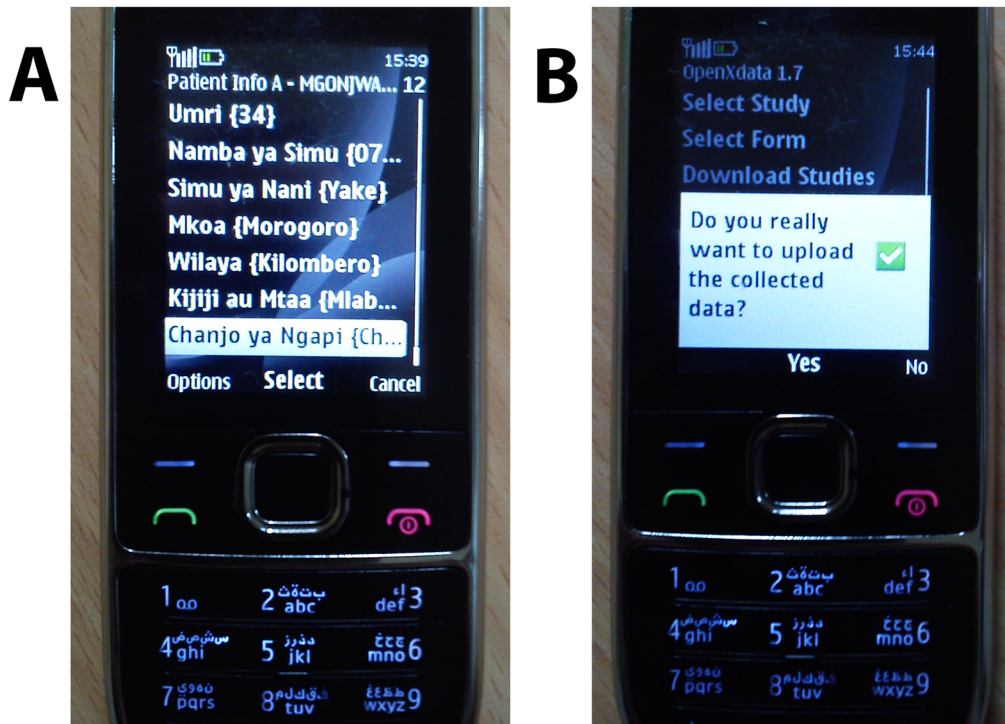 A
15:39
Patient Info A - MGONJWA... 12
Umri {34}
Namba ya Simu {07...
Simu ya Nani {Yake}
Mkoa {Morogoro}
Wilaya {Kilombero}
Kijiji au Mtaa {Mlab...
Chanjo ya Ngapi {Ch...
Options Select Cancel
1
2 abc ب ت ة ث
def 3 ا ء
4 ghi س ش ص ض
5 jkl د ذ ر ز
mno 6 ج ح خ
7 pqrs ن ه و ي
8 tuv ف ق ك ل م
wxyz 9 ط ظ ع غ
B
15:44
OpenXdata 1.7
Select Study
Select Form
Download Studies
Do you really
want to upload
the collected
data?
Yes No
1
2 abc ب ت ة ث
def 3 ا ء
4 ghi س ش ص ض
5 jkl د ذ ر ز
mno 6 ج ح خ
7 pqrs ن ه و ي
8 tuv ف ق ك ل م
wxyz 9 ط ظ ع غ